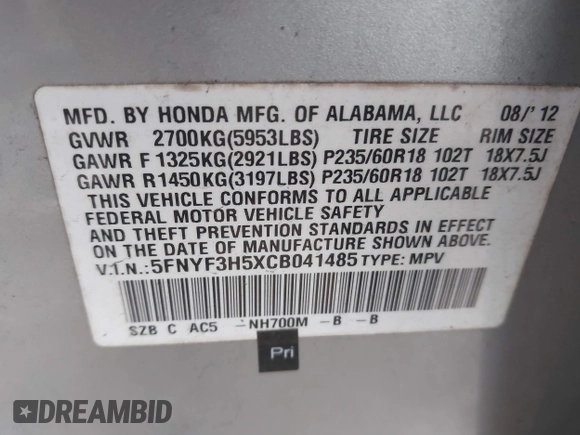 MFD. BY HONDA MFG. OF ALABAMA, LLC 08/'12
GVWR 2700KG(5953LBS) TIRE SIZE RIM SIZE
GAWR F 1325KG(2921LBS) P235/60R18 102T 18X7.5J
GAWR R1450KG(3197LBS) P235/60R18 102T 18X7.5J
THIS VEHICLE CONFORMS TO ALL APPLICABLE
FEDERAL MOTOR VEHICLE SAFETY
AND THEFT PREVENTION STANDARDS IN EFFECT
ON THE DATE OF MANUFACTURE SHOWN ABOVE.
V.I.N.:5FNYF3H5XCB041485 TYPE: MPV
SZB C AC5 -NH700M -B -B
Pri
DREAMBID